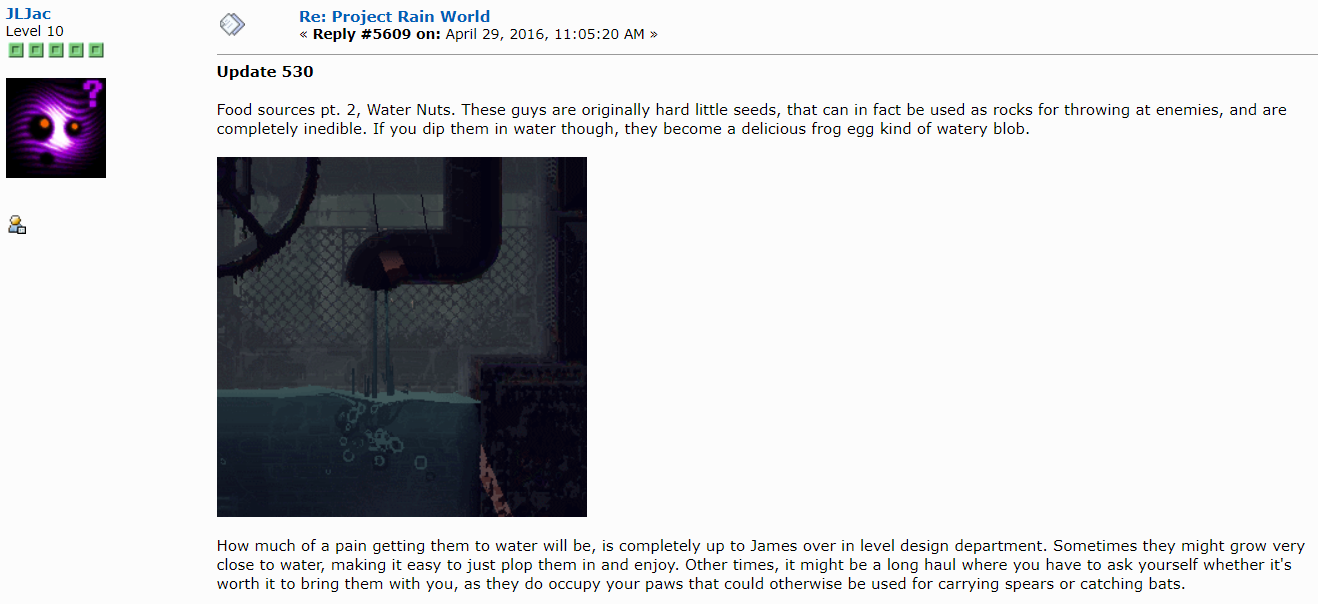 JLJac
Level 10
Re: Project Rain World
« Reply #5609 on: April 29, 2016, 11:05:20 AM »
Update 530
Food sources pt. 2, Water Nuts. These guys are originally hard little seeds, that can in fact be used as rocks for throwing at enemies, and are
completely inedible. If you dip them in water though, they become a delicious frog egg kind of watery blob.
How much of a pain getting them to water will be, is completely up to James over in level design department. Sometimes they might grow very
close to water, making it easy to just plop them in and enjoy. Other times, it might be a long haul where you have to ask yourself whether it's
worth it to bring them with you, as they do occupy your paws that could otherwise be used for carrying spears or catching bats.